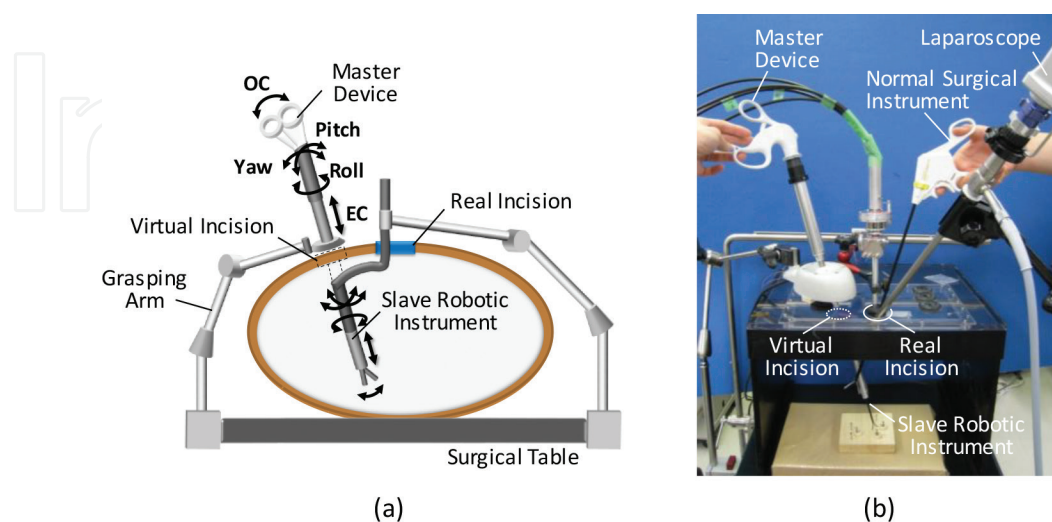 OC
Master
Device
Pitch
Yaw
Roll
EC
Virtual Incision
Real Incision
Grasping
Arm
Slave Robotic
Instrument
Surgical Table
(a)
Master
Device
Laparoscope
Normal Surgical
Instrument
Virtual
Incision
Real
Incision
Slave Robotic
Instrument
(b)